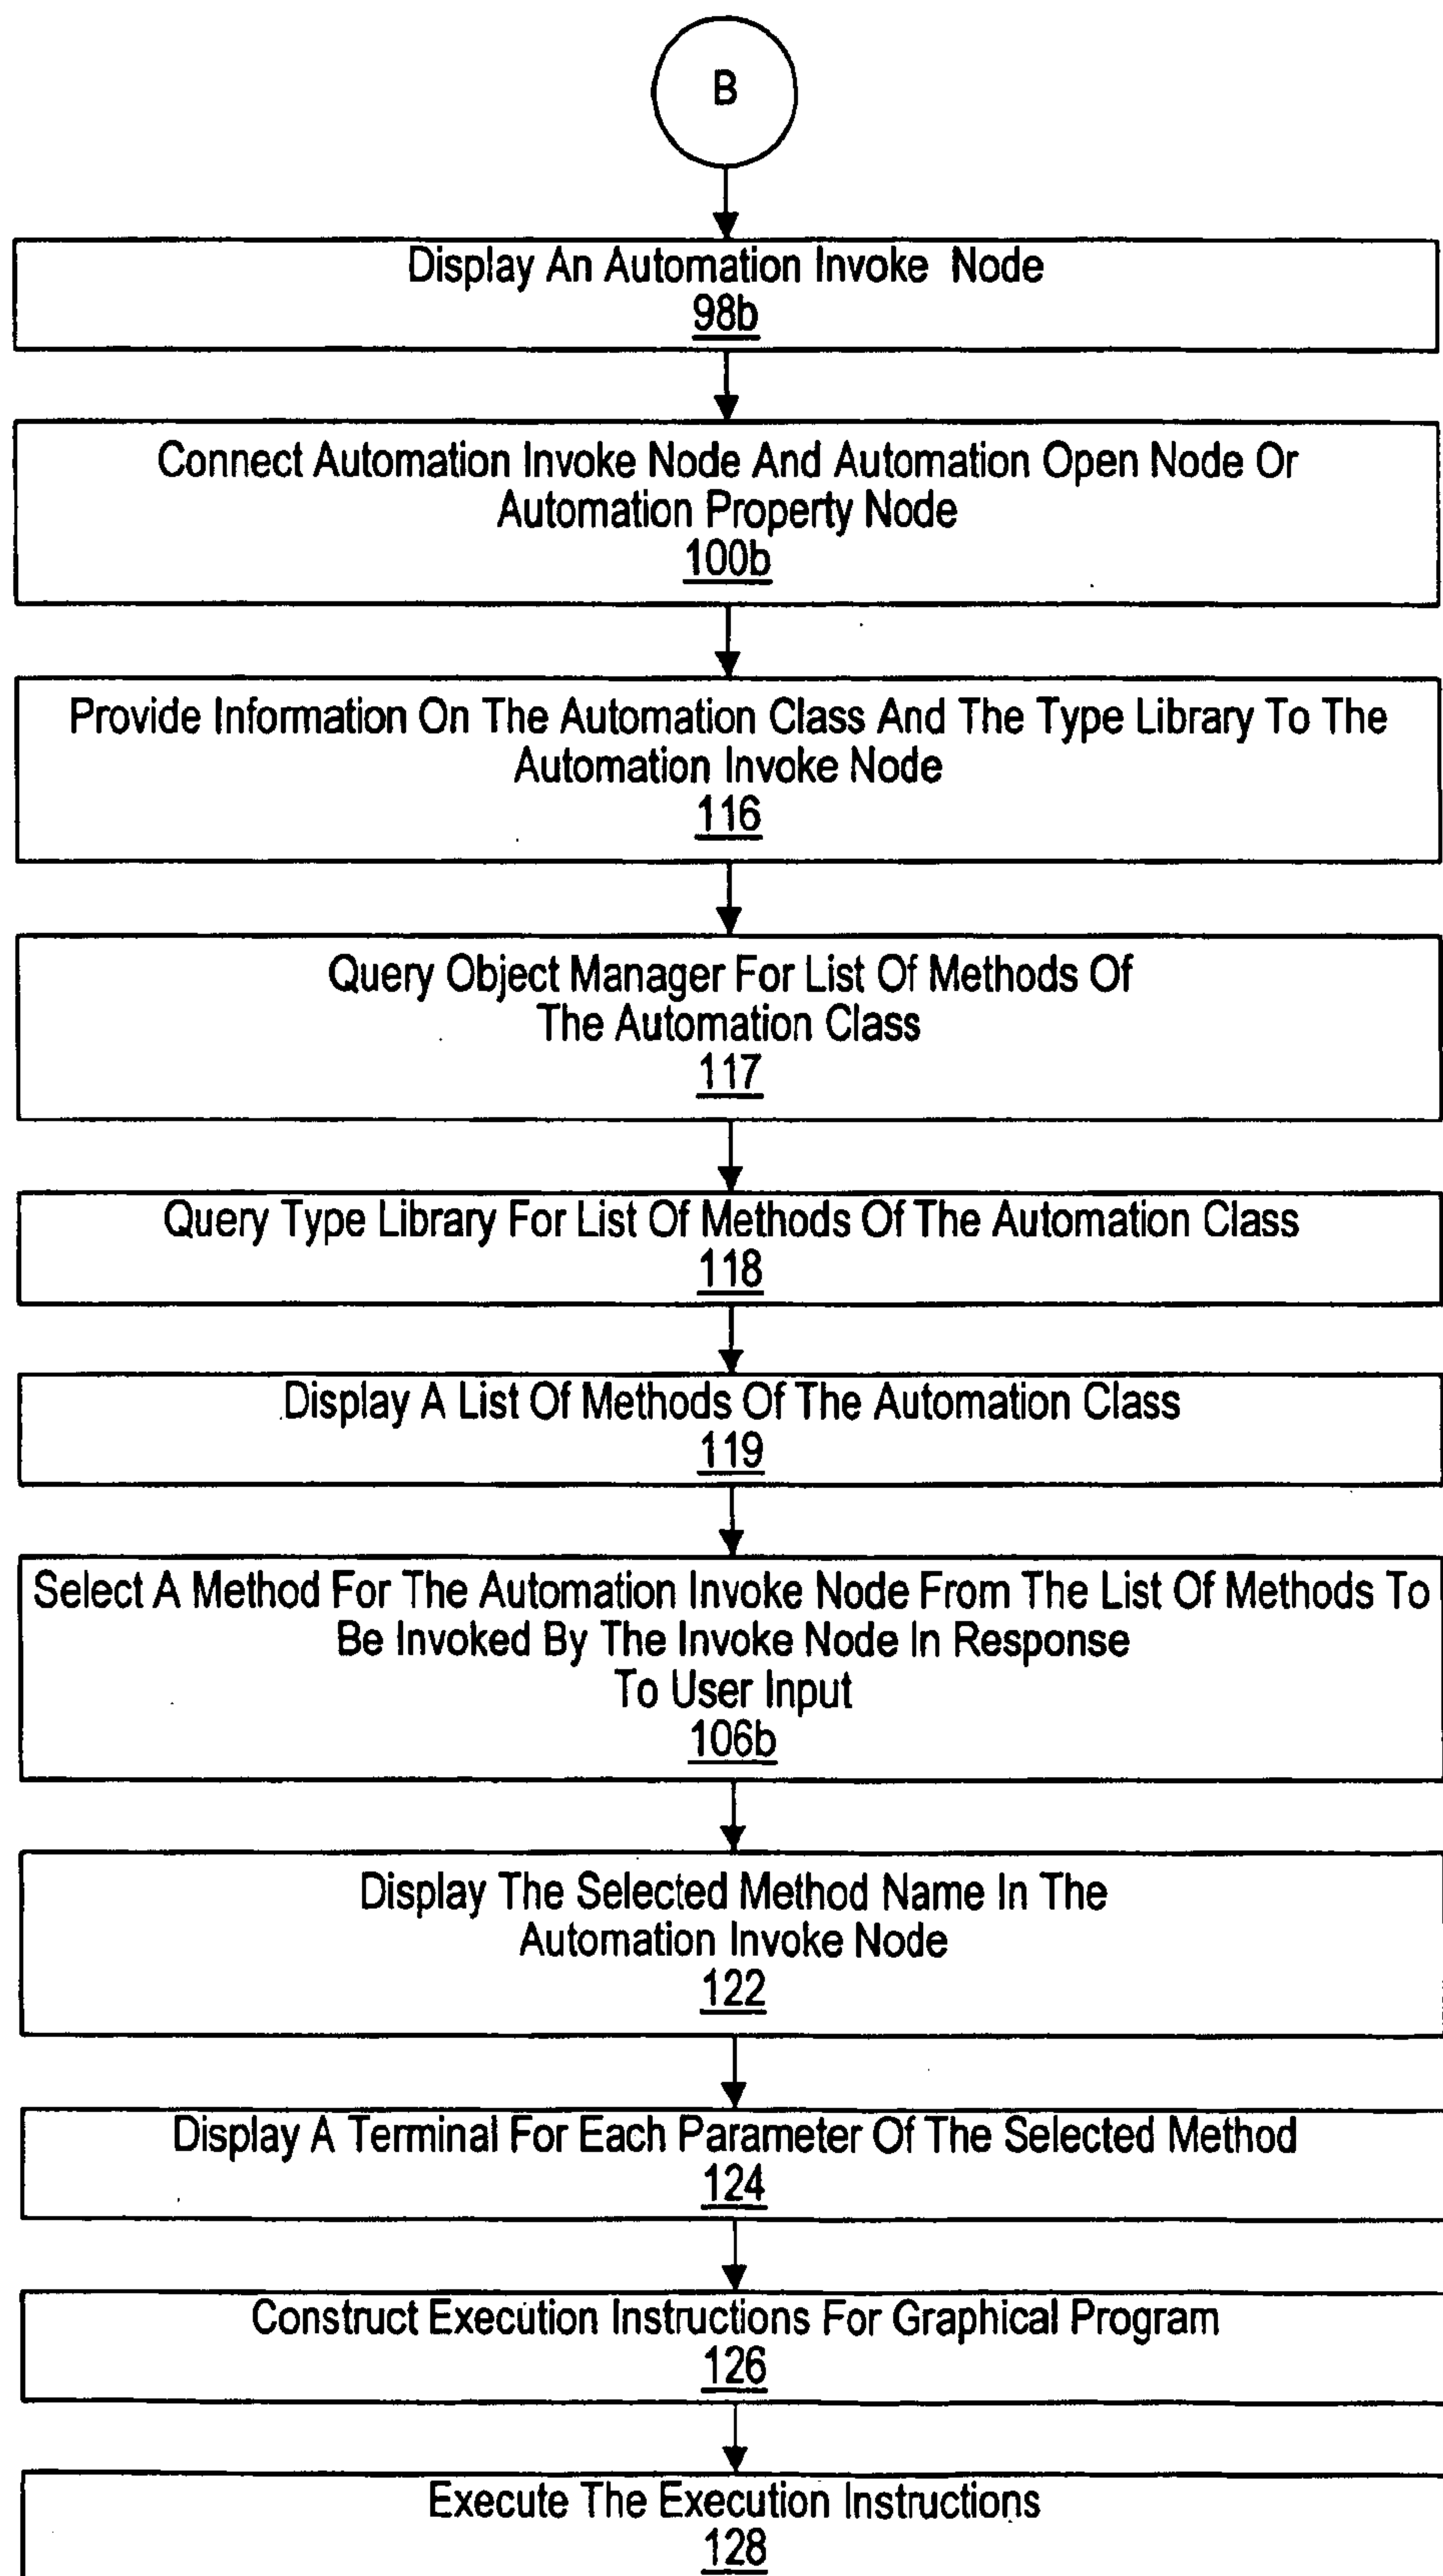 B
Display An Automation Invoke Node
98b
Connect Automation Invoke Node And Automation Open Node Or
Automation Property Node
100b
Provide Information On The Automation Class And The Type Library To The
Automation Invoke Node
116
Query Object Manager For List Of Methods Of
The Automation Class
117
Query Type Library For List Of Methods Of The Automation Class
118
Display A List Of Methods Of The Automation Class
119
Select A Method For The Automation Invoke Node From The List Of Methods To
Be Invoked By The Invoke Node In Response
To User Input
106b
Display The Selected Method Name In The
Automation Invoke Node
122
Display A Terminal For Each Parameter Of The Selected Method
124
Construct Execution Instructions For Graphical Program
126
Execute The Execution Instructions
128